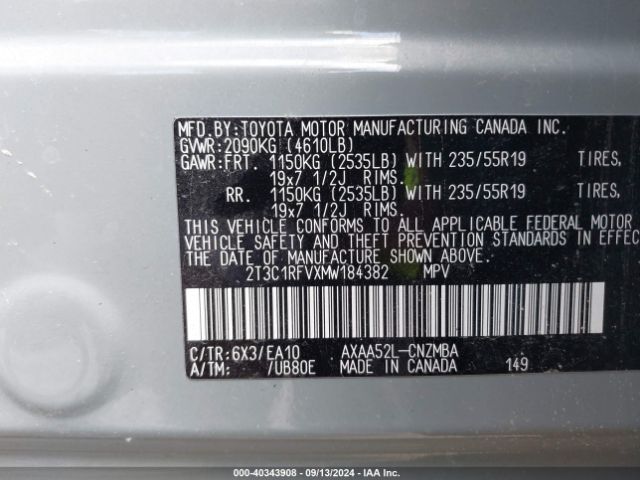 MFD.BY:TOYOTA MOTOR MANUFACTURING CANADA INC.
GVWR:2090KG (4610LB)
GAWR:FRT. 1150KG (2535LB) WITH 235/55R19 TIRES,
19x7 1/2J RIMS.
RR. 1150KG (2535LB) WITH 235/55R19 TIRES,
19x7 1/2J RIMS.
THIS VEHICLE CONFORMS TO ALL APPLICABLE FEDERAL MOTOR
VEHICLE SAFETY AND THEFT PREVENTION STANDARDS IN EFFEC
THE DATE OF MANUFACTURE SHOWN ABOVE.
2T3C1RFVXMW184382 MPV
C/TR:6X3/EA10 AXAA52L-CNZMBA
A/TM: /UB80E MADE IN CANADA 149
000-40343908 - 09/13/2024 - IAA Inc.